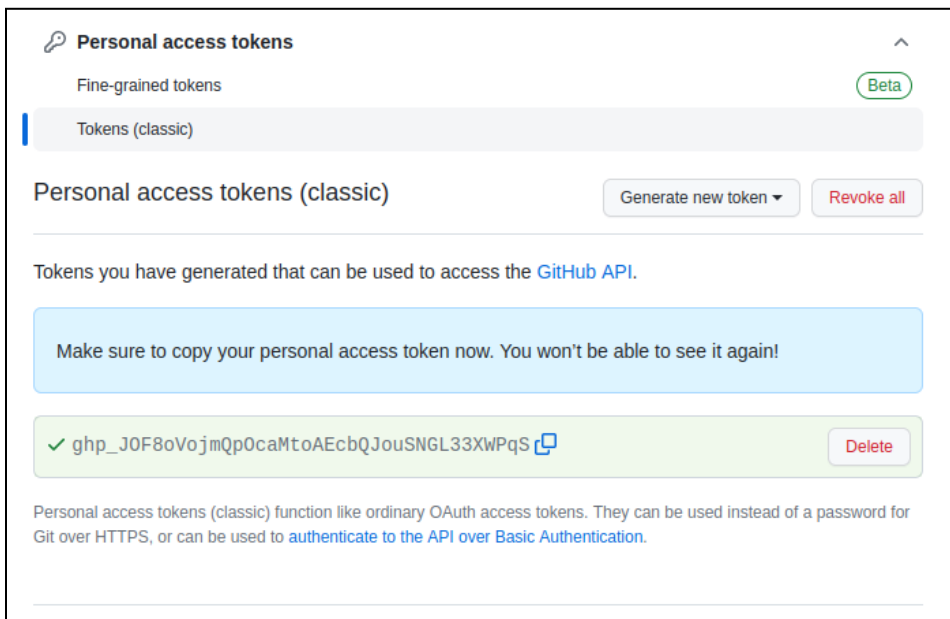 Personal access tokens
Fine-grained tokens
Beta
Tokens (classic)
Personal access tokens (classic)
Generate new token
Revoke all
Tokens you have generated that can be used to access the GitHub API.
Make sure to copy your personal access token now. You won’t be able to see it again!
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
Delete
Personal access tokens (classic) function like ordinary OAuth access tokens. They can be used instead of a password for
Git over HTTPS, or can be used to authenticate to the API over Basic Authentication.